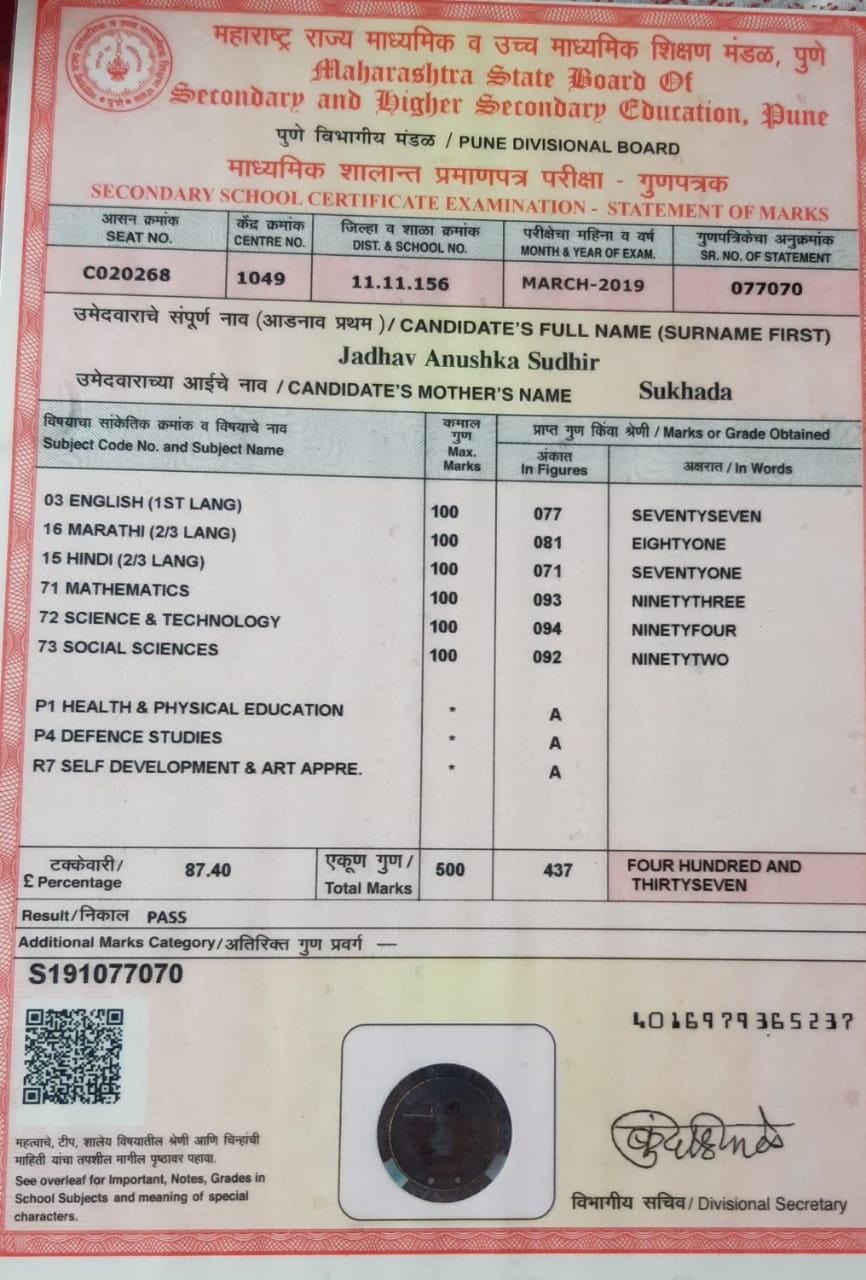 महाराष्ट्र राज्य माध्यमिक व उच्च माध्यमिक शिक्षण मंडळ, पुणे
Maharashtra State Board Of
Secondary and Higher Secondary Education, Pune
पुणे विभागीय मंडळ / PUNE DIVISIONAL BOARD
माध्यमिक शालान्त प्रमाणपत्र परीक्षा - गुणपत्रक
SECONDARY SCHOOL CERTIFICATE EXAMINATION - STATEMENT OF MARKS
आसन क्रमांक केंद्र क्रमांक जिल्हा व शाळा क्रमांक परीक्षेचा महिना व वर्ष गुणपत्रिकेचा अनुक्रमांक
SEAT NO. CENTRE NO. DIST. & SCHOOL NO. MONTH & YEAR OF EXAM. SR. NO. OF STATEMENT
C020268 1049 11.11.156 MARCH-2019 077070
उमेदवाराचे संपूर्ण नाव (आडनाव प्रथम )/ CANDIDATE'S FULL NAME (SURNAME FIRST)
Jadhav Anushka Sudhir
उमेदवाराच्या आईचे नाव / CANDIDATE'S MOTHER'S NAME Sukhada
विषयाचा सांकेतिक क्रमांक व विषयाचे नाव कमाल गुण प्राप्त गुण किंवा श्रेणी / Marks or Grade Obtained
Subject Code No. and Subject Name Max. Marks अंकात In Figures अक्षरात / In Words
03 ENGLISH (1ST LANG) 100 077 SEVENTYSEVEN
16 MARATHI (2/3 LANG) 100 081 EIGHTYONE
15 HINDI (2/3 LANG) 100 071 SEVENTYONE
71 MATHEMATICS 100 093 NINETYTHREE
72 SCIENCE & TECHNOLOGY 100 094 NINETYFOUR
73 SOCIAL SCIENCES 100 092 NINETYTWO
P1 HEALTH & PHYSICAL EDUCATION * A
P4 DEFENCE STUDIES * A
R7 SELF DEVELOPMENT & ART APPRE. * A
टक्केवारी/ एकूण गुण / FOUR HUNDRED AND
£ Percentage 87.40 Total Marks 500 437 THIRTYSEVEN
Result/निकाल PASS
Additional Marks Category/अतिरिक्त गुण प्रवर्ग —
S191077070
4016979365237
महत्वाचे, टीप, शालेय विषयातील श्रेणी आणि चिन्हांची
माहिती यांचा तपशील मागील पृष्ठावर पहावा.
See overleaf for Important, Notes, Grades in
School Subjects and meaning of special
characters.
विभागीय सचिव/ Divisional Secretary